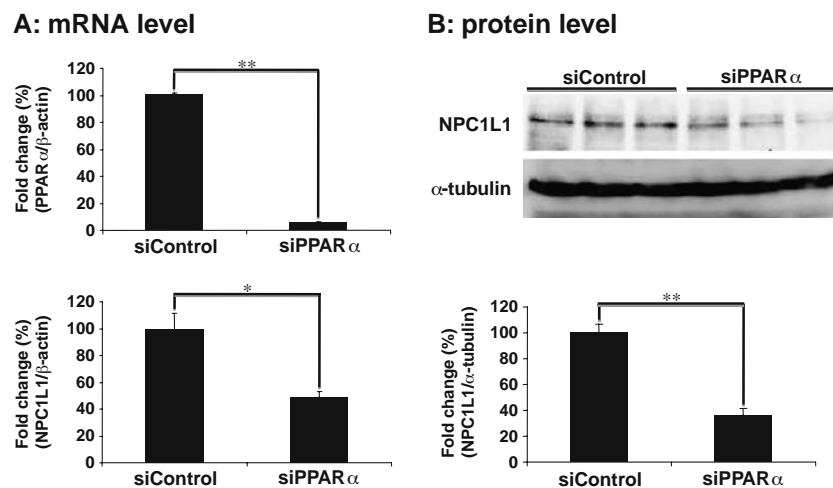 A: mRNA level
Fold change (%)
(PPARα/β-actin)
120
100
80
60
40
20
0
**
siControl
siPPARα
Fold change (%)
(NPC1L1/β-actin)
120
100
80
60
40
20
0
*
siControl
siPPARα
B: protein level
siControl
siPPARα
NPC1L1
α-tubulin
Fold change (%)
(NPC1L1/α-tubulin)
120
100
80
60
40
20
0
**
siControl
siPPARα